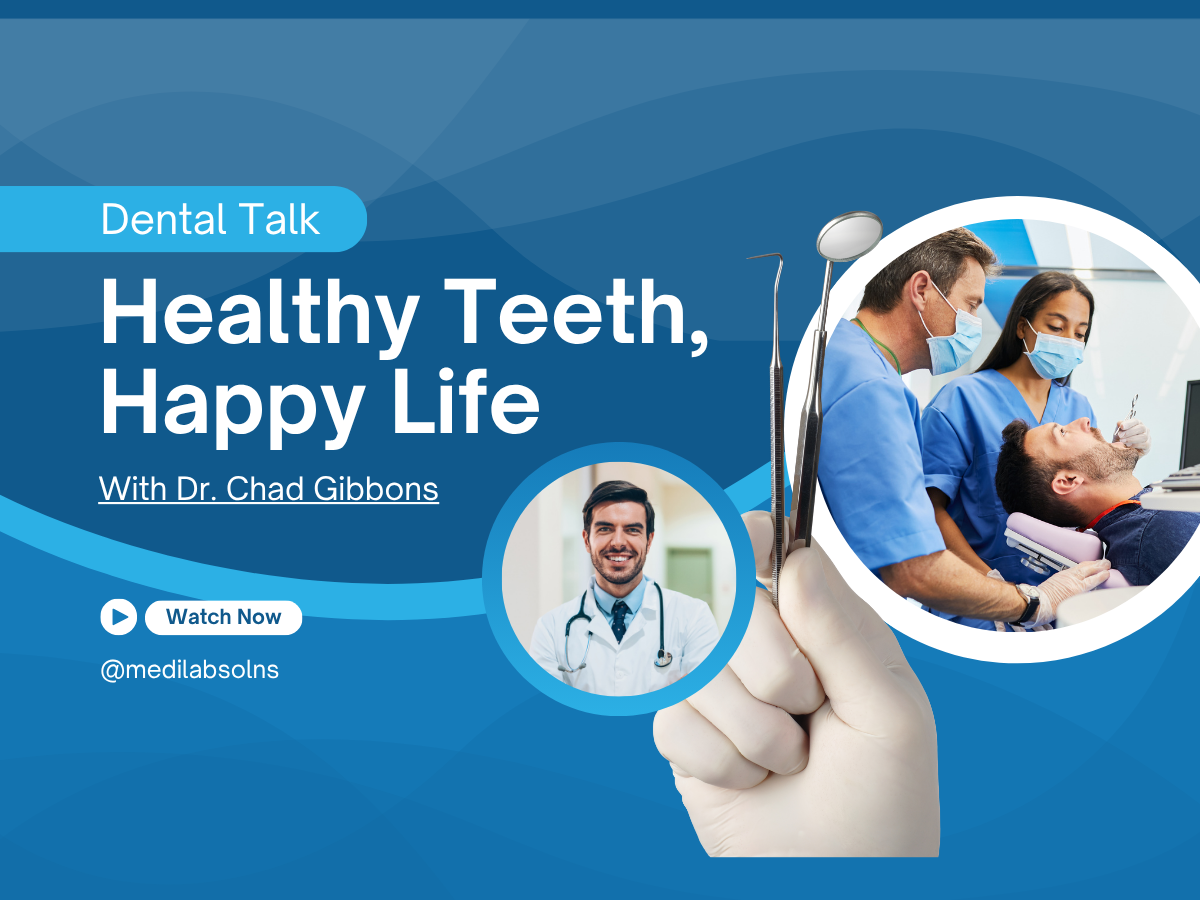 Dental Talk
Healthy Teeth,
Happy Life
With Dr. Chad Gibbons
Watch Now
@medilabsolns